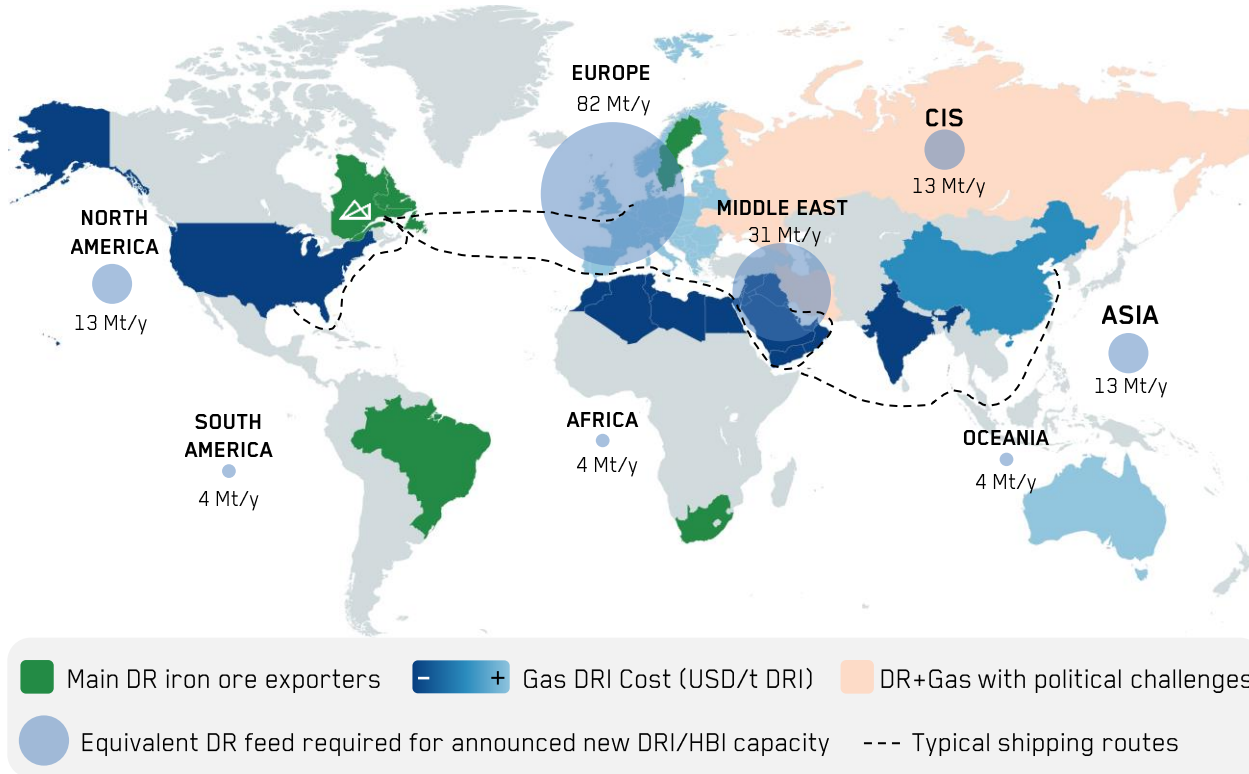 EUROPE
82 Mt/y
CIS
13 Mt/y
NORTH
AMERICA
13 Mt/y
MIDDLE EAST
31 Mt/y
ASIA
13 Mt/y
SOUTH
AMERICA
4 Mt/y
AFRICA
4 Mt/y
OCEANIA
4 Mt/y
Main DR iron ore exporters
− + Gas DRI Cost (USD/t DRI)
DR+Gas with political challenges
Equivalent DR feed required for announced new DRI/HBI capacity
Typical shipping routes